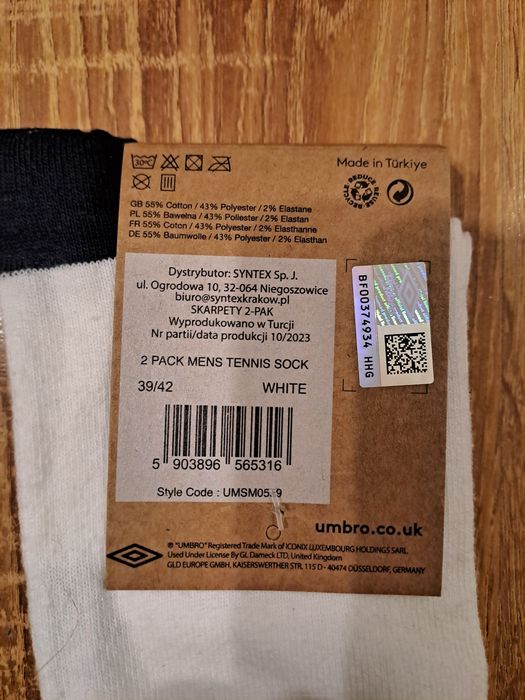 30°C
Made in Türkiye
REDUCE REUSE RECYCLE
GB 55% Cotton / 43% Polyester / 2% Elastane
PL 55% Bawełna / 43% Poliester / 2% Elastan
FR 55% Coton / 43% Polyester / 2% Elasthanne
DE 55% Baumwolle / 43% Polyester / 2% Elasthan
Dystrybutor: SYNTEX Sp. J.
ul. Ogrodowa 10, 32-064 Niegoszowice
biuro@syntexkrakow.pl
SKARPETY 2-PAK
Wyprodukowano w Turcji
Nr partii/data produkcji 10/2023
BF00374934 HHG
2 PACK MENS TENNIS SOCK
39/42 WHITE
5 903896 565316
Style Code :
umbro.co.uk
® "UMBRO" Registered Trade Mark of ICONIX LUXEMBOURG HOLDINGS SARL
Used Under License By GL Dameck LTD, United Kingdom
GLD EUROPE GMBH, KAISERSWERTHER STR. 115 D - 40474 DÜSSELDORF, GERMANY